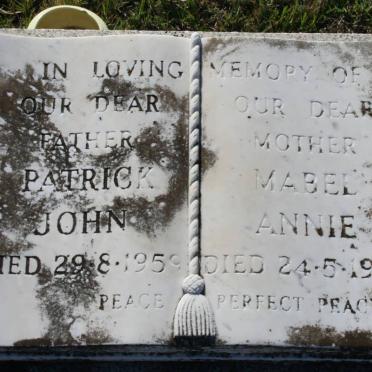 IN LOVING MEMORY OF
OUR DEAR
FATHER
PATRICK
JOHN
DIED 29·8·1959
PEACE
OUR DEAR
MOTHER
MABEL
ANNIE
DIED 24·5·19
PERFECT PEACE